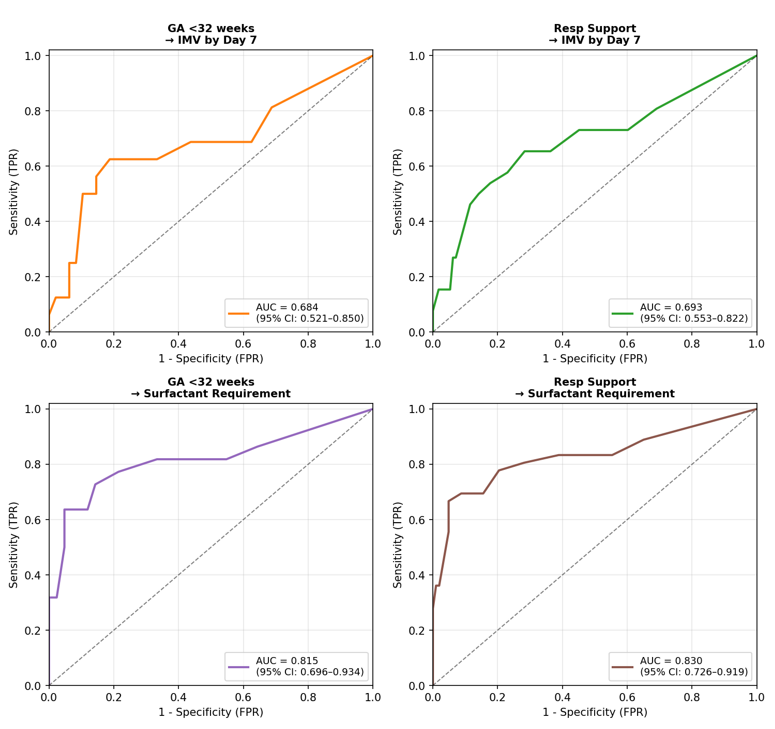 GA <32 weeks
→ IMV by Day 7
Sensitivity (TPR)
1.0
0.8
0.6
0.4
0.2
0.0
0.0 0.2 0.4 0.6 0.8 1.0
1 - Specificity (FPR)
AUC = 0.684
(95% CI: 0.521–0.850)
Resp Support
→ IMV by Day 7
Sensitivity (TPR)
1.0
0.8
0.6
0.4
0.2
0.0
0.0 0.2 0.4 0.6 0.8 1.0
1 - Specificity (FPR)
AUC = 0.693
(95% CI: 0.553–0.822)
GA <32 weeks
→ Surfactant Requirement
Sensitivity (TPR)
1.0
0.8
0.6
0.4
0.2
0.0
0.0 0.2 0.4 0.6 0.8 1.0
1 - Specificity (FPR)
AUC = 0.815
(95% CI: 0.696–0.934)
Resp Support
→ Surfactant Requirement
Sensitivity (TPR)
1.0
0.8
0.6
0.4
0.2
0.0
0.0 0.2 0.4 0.6 0.8 1.0
1 - Specificity (FPR)
AUC = 0.830
(95% CI: 0.726–0.919)